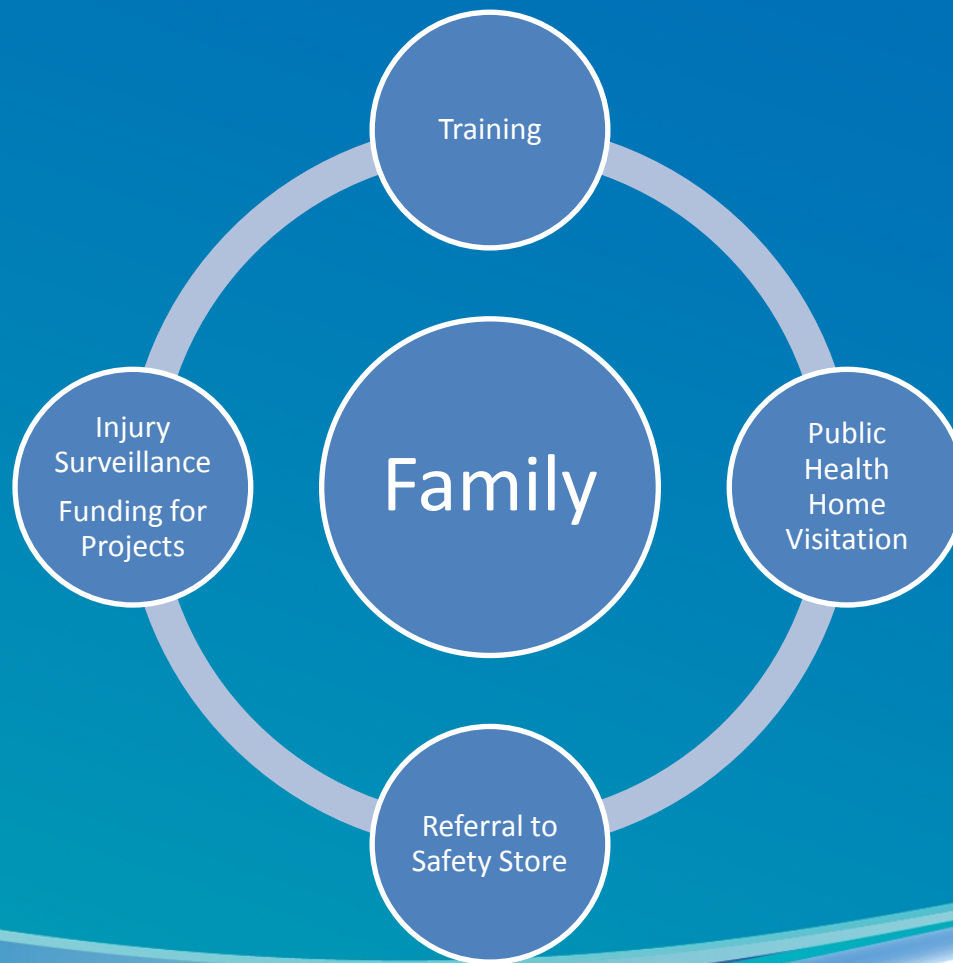 Training
Injury
Surveillance
Funding for
Projects
Family
Public
Health
Home
Visitation
Referral to
Safety Store